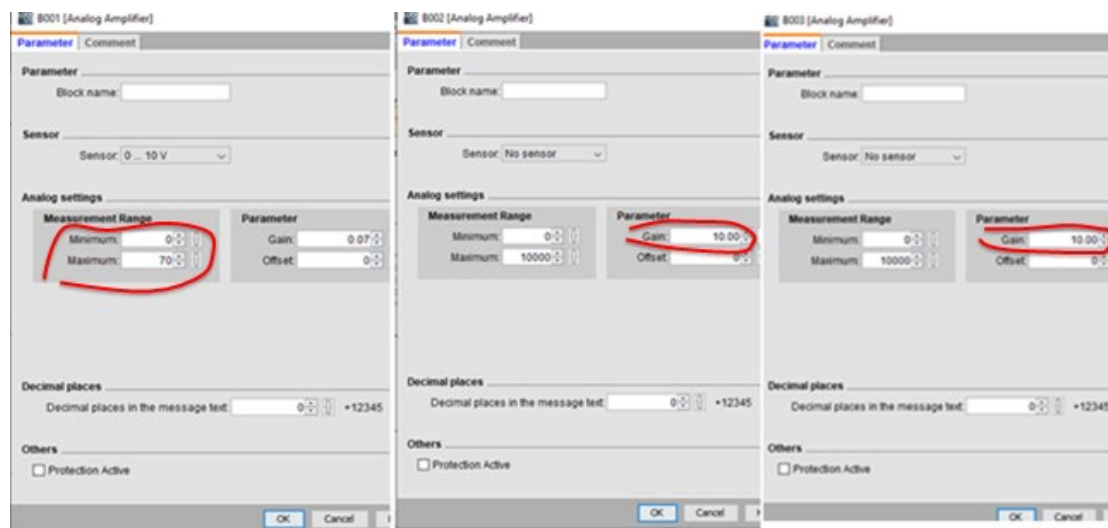 B001 [Analog Amplifier]
Parameter Comment
Parameter
Block name:
Sensor
Sensor: 0 ... 10 V
Analog settings
Measurement Range Parameter
Minimum: 0 Gain: 0.07
Maximum: 70 Offset: 0
Decimal places
Decimal places in the message text: 0 +12345
Others
Protection Active
OK Cancel
B002 [Analog Amplifier]
Parameter Comment
Parameter
Block name:
Sensor
Sensor: No sensor
Analog settings
Measurement Range Parameter
Minimum: 0 Gain: 10.00
Maximum: 10000 Offset: 0
Decimal places
Decimal places in the message text: 0 +12345
Others
Protection Active
OK Cancel
B003 [Analog Amplifier]
Parameter Comment
Parameter
Block name:
Sensor
Sensor: No sensor
Analog settings
Measurement Range Parameter
Minimum: 0 Gain: 10.00
Maximum: 10000 Offset: 0
Decimal places
Decimal places in the message text: 0 +12345
Others
Protection Active
OK Cancel